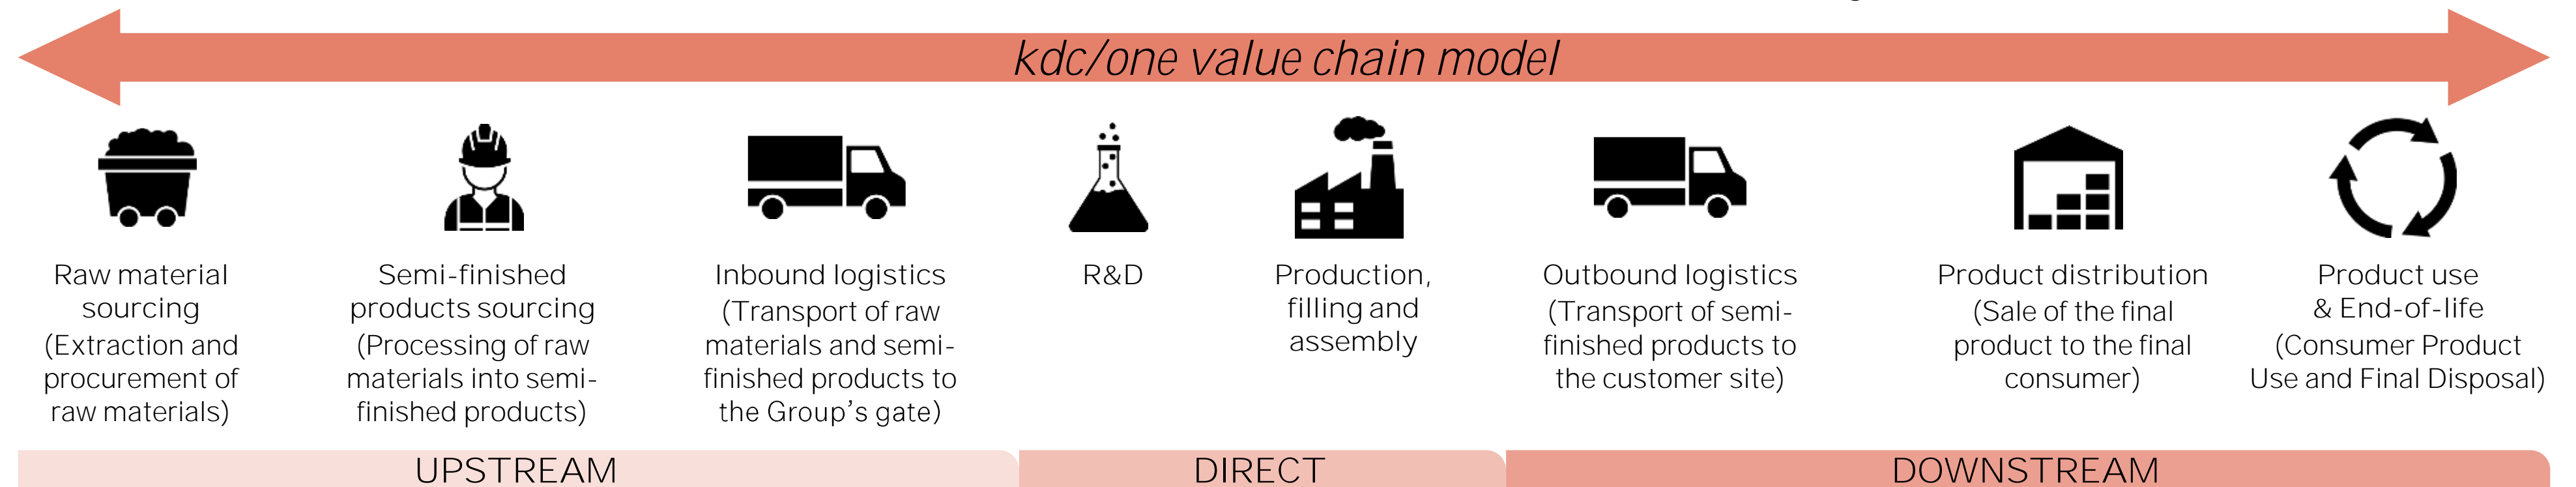 kdc/one value chain model
Raw material
sourcing
(Extraction and
procurement of
raw materials)
Semi-finished
products sourcing
(Processing of raw
materials into semi-
finished products)
Inbound logistics
(Transport of raw
materials and semi-
finished products to
the Group's gate)
R&D
Production,
filling and
assembly
Outbound logistics
(Transport of semi-
finished products to
the customer site)
Product distribution
(Sale of the final
product to the final
consumer)
Product use
& End-of-life
(Consumer Product
Use and Final Disposal)
UPSTREAM
DIRECT
DOWNSTREAM